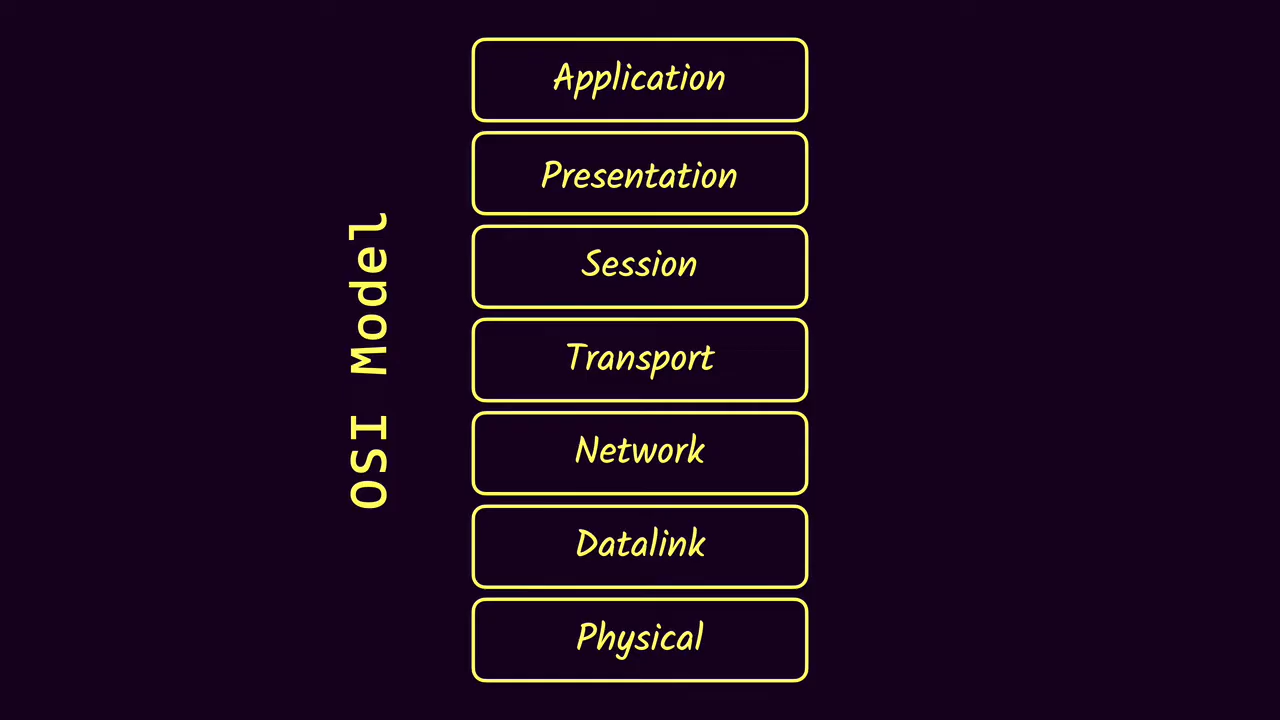 OSI Model
Application
Presentation
Session
Transport
Network
Datalink
Physical